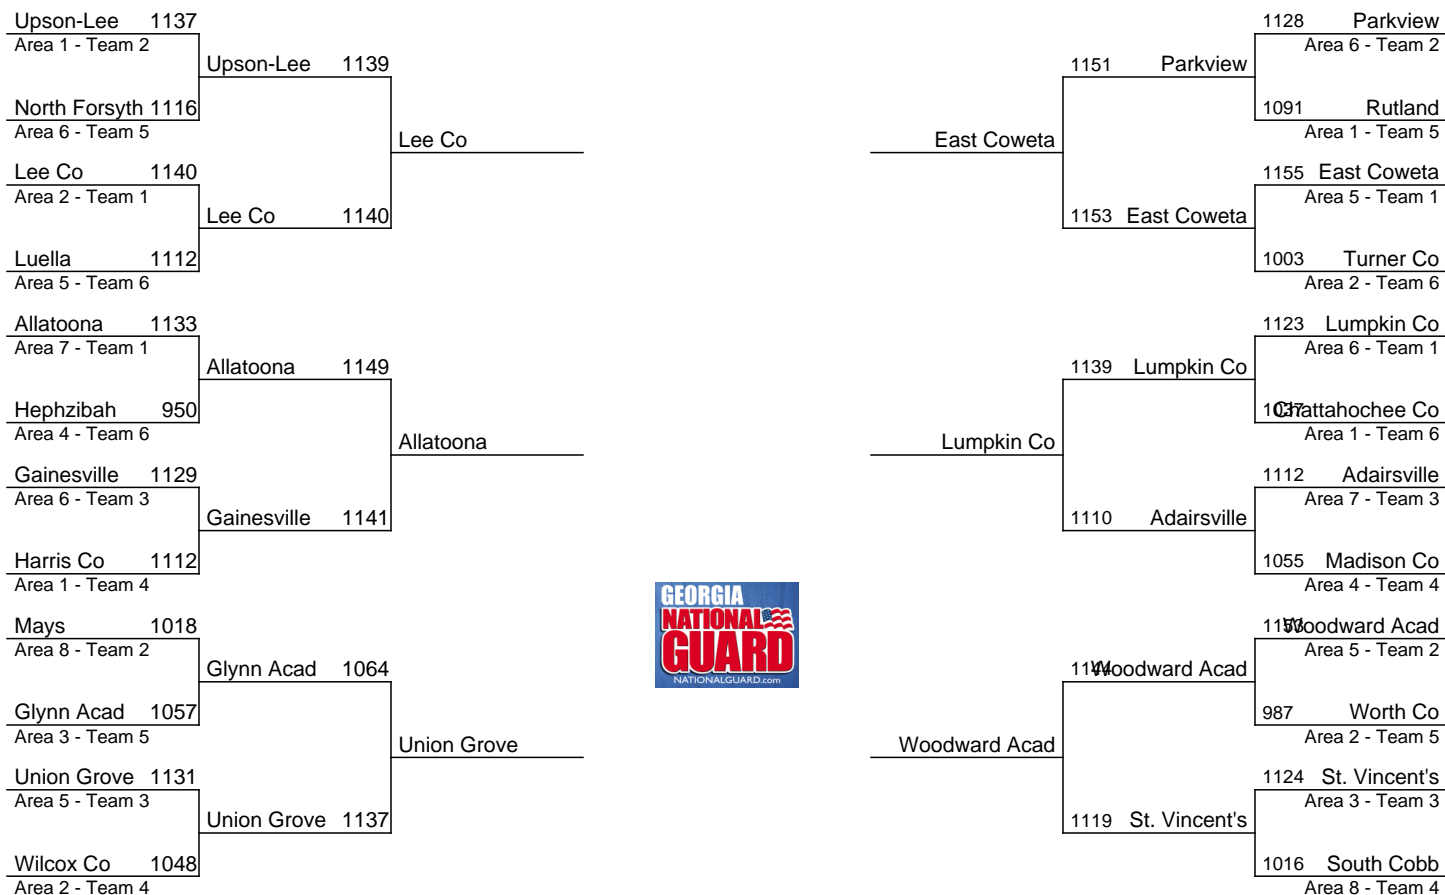 Upson-Lee 1137
Area 1 - Team 2
Upson-Lee 1139
North Forsyth 1116
Area 6 - Team 5
Lee Co
Lee Co 1140
Area 2 - Team 1
Lee Co 1140
Luella 1112
Area 5 - Team 6
Allatoona 1133
Area 7 - Team 1
Allatoona 1149
Hephzibah 950
Area 4 - Team 6
Allatoona
Gainesville 1129
Area 6 - Team 3
Gainesville 1141
Harris Co 1112
Area 1 - Team 4
Mays 1018
Area 8 - Team 2
Glynn Acad 1064
Glynn Acad 1057
Area 3 - Team 5
Union Grove
Union Grove 1131
Area 5 - Team 3
Union Grove 1137
Wilcox Co 1048
Area 2 - Team 4
GEORGIA
NATIONAL
GUARD
NATIONALGUARD.com
1128 Parkview
Area 6 - Team 2
1151 Parkview
1091 Rutland
Area 1 - Team 5
East Coweta
1155 East Coweta
Area 5 - Team 1
1153 East Coweta
1003 Turner Co
Area 2 - Team 6
1123 Lumpkin Co
Area 6 - Team 1
1139 Lumpkin Co
1037 Chattahochee Co
Area 1 - Team 6
Lumpkin Co
1112 Adairsville
Area 7 - Team 3
1110 Adairsville
1055 Madison Co
Area 4 - Team 4
Woodward Acad
Area 5 - Team 2
Woodward Acad
987 Worth Co
Area 2 - Team 5
Woodward Acad
1124 St. Vincent's
Area 3 - Team 3
1119 St. Vincent's
1016 South Cobb
Area 8 - Team 4